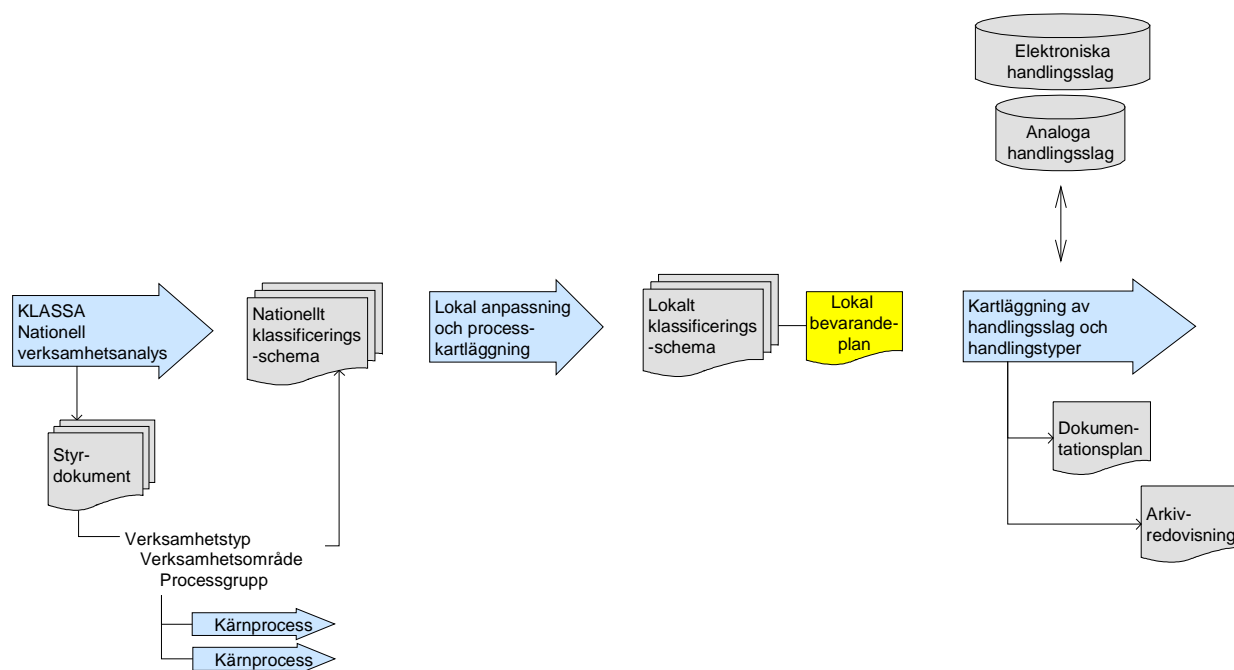 Elektroniska
handlingsslag
Analoga
handlingsslag
KLASSA
Nationell
verksamhetsanalys
Nationellt
klassificerings
-schema
Lokal anpassning
och process-
kartläggning
Lokalt
klassificerings
-schema
Lokal
bevarande-
plan
Kartläggning av
handlingsslag och
handlingstyper
Styr-
dokument
Dokumen-
tationsplan
Arkiv-
redovisning
Verksamhetstyp
Verksamhetsområde
Processgrupp
Kärnprocess
Kärnprocess